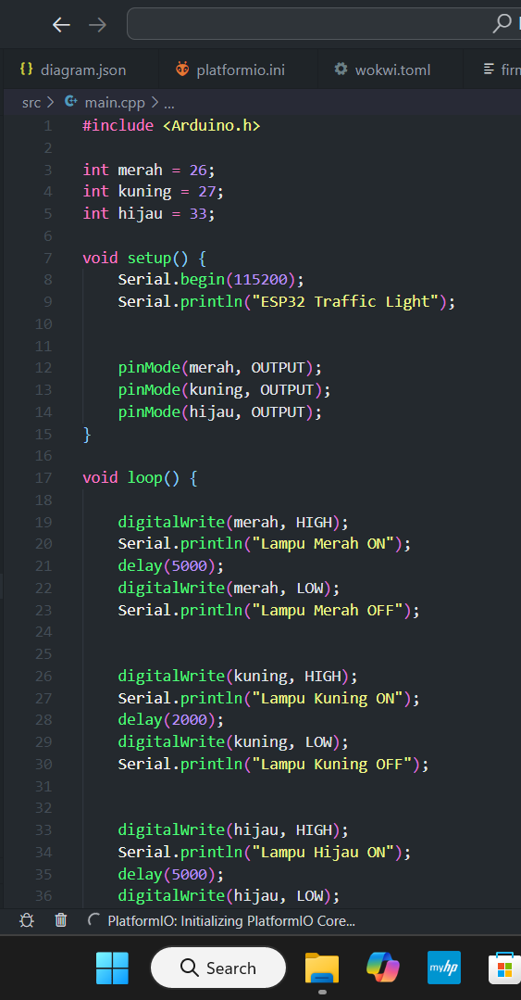 diagram.json platformio.ini wokwi.toml
src > main.cpp > ...
1 #include <Arduino.h>
2
3 int merah = 26;
4 int kuning = 27;
5 int hijau = 33;
6
7 void setup() {
8     Serial.begin(115200);
9     Serial.println("ESP32 Traffic Light");
10
11
12     pinMode(merah, OUTPUT);
13     pinMode(kuning, OUTPUT);
14     pinMode(hijau, OUTPUT);
15 }
16
17 void loop() {
18
19     digitalWrite(merah, HIGH);
20     Serial.println("Lampu Merah ON");
21     delay(5000);
22     digitalWrite(merah, LOW);
23     Serial.println("Lampu Merah OFF");
24
25
26     digitalWrite(kuning, HIGH);
27     Serial.println("Lampu Kuning ON");
28     delay(2000);
29     digitalWrite(kuning, LOW);
30     Serial.println("Lampu Kuning OFF");
31
32
33     digitalWrite(hijau, HIGH);
34     Serial.println("Lampu Hijau ON");
35     delay(5000);
36     digitalWrite(hijau, LOW);
PlatformIO: Initializing PlatformIO Core...
Search myhp